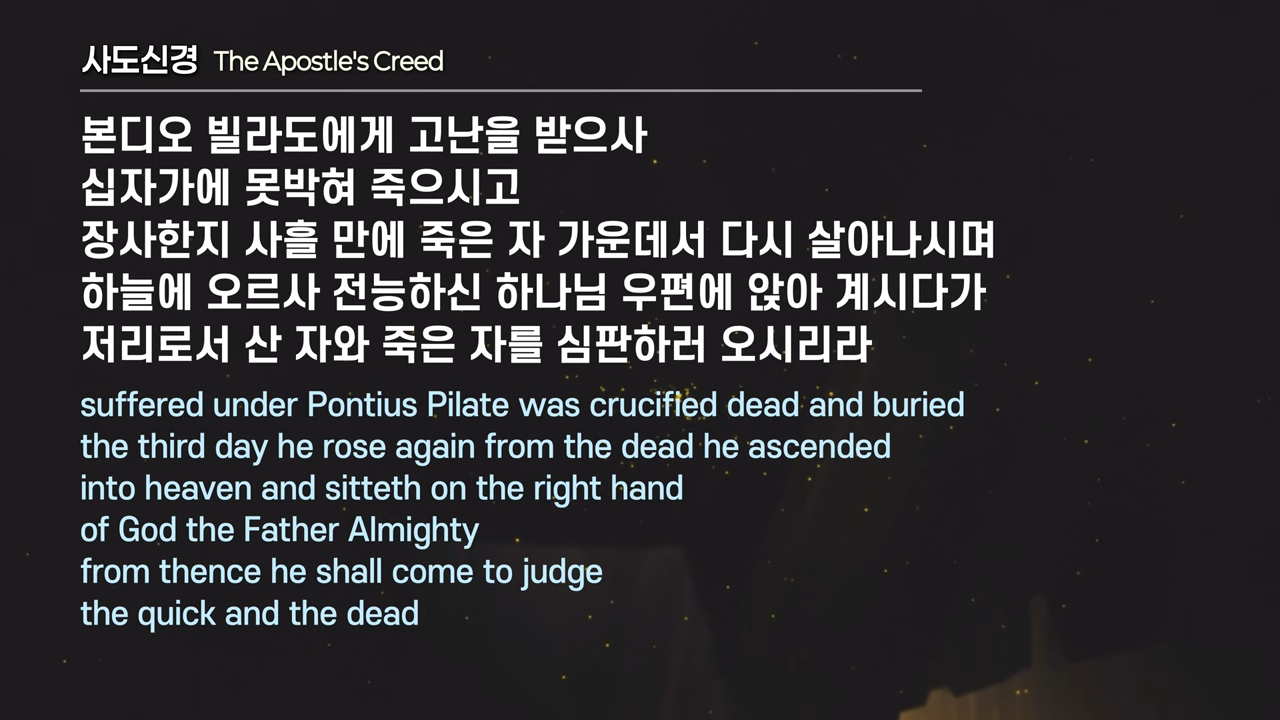 사도신경 The Apostle's Creed
본디오 빌라도에게 고난을 받으사
십자가에 못박혀 죽으시고
장사한지 사흘 만에 죽은 자 가운데서 다시 살아나시며
하늘에 오르사 전능하신 하나님 우편에 앉아 계시다가
저리로서 산 자와 죽은 자를 심판하러 오시리라
suffered under Pontius Pilate was crucified dead and buried
the third day he rose again from the dead he ascended
into heaven and sitteth on the right hand
of God the Father Almighty
from thence he shall come to judge
the quick and the dead